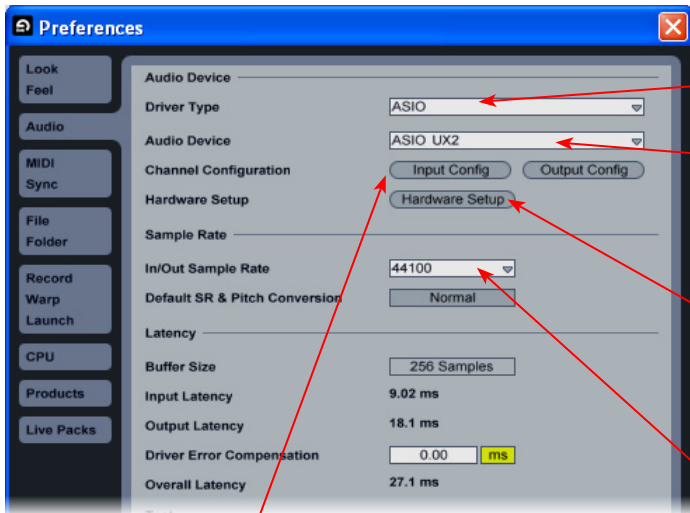 Preferences
Look
Feel
Audio
MIDI
Sync
File
Folder
Record
Warp
Launch
CPU
Products
Live Packs
Audio Device
Driver Type ASIO
Audio Device ASIO UX2
Channel Configuration Input Config Output Config
Hardware Setup Hardware Setup
Sample Rate
In/Out Sample Rate 44100
Default SR & Pitch Conversion Normal
Latency
Buffer Size 256 Samples
Input Latency 9.02 ms
Output Latency 18.1 ms
Driver Error Compensation 0.00 ms
Overall Latency 27.1 ms